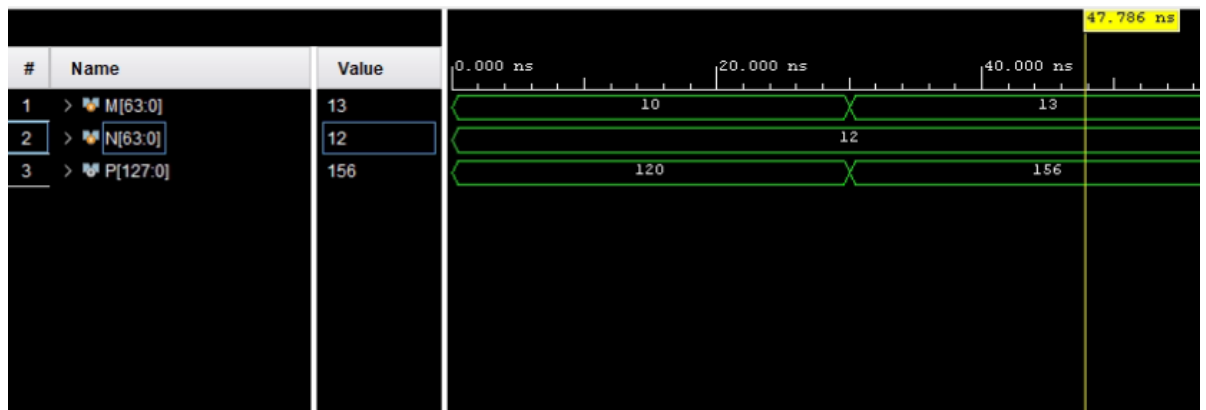 47.786 ns
# Name Value 0.000 ns 20.000 ns 40.000 ns
1 > M[63:0] 13 10 13
2 > N[63:0] 12 12
3 > P[127:0] 156 120 156